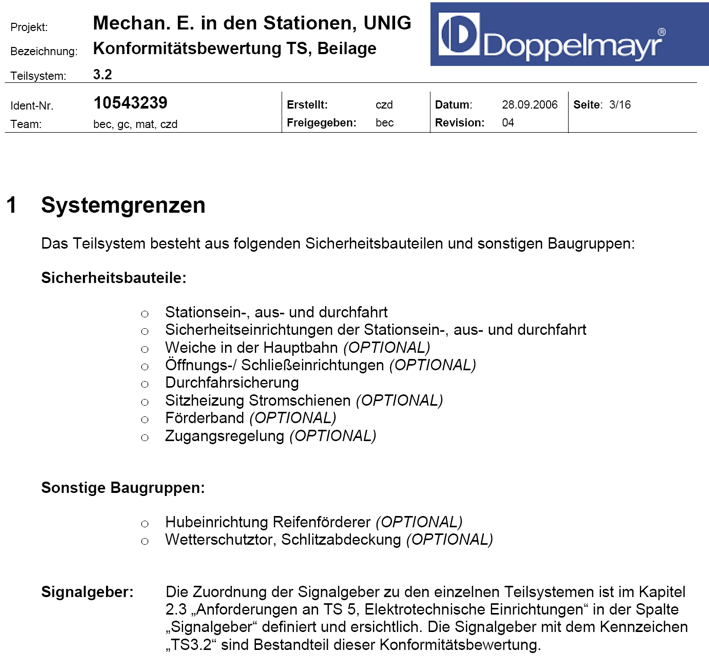 Projekt: Mechan. E. in den Stationen, UNIG
Bezeichnung: Konformitätsbewertung TS, Beilage
Teilsystem: 3.2
Doppelmayr®
Ident-Nr. 10543239 Erstellt: czd Datum: 28.09.2006 Seite: 3/16
Team: bec, gc, mat, czd Freigegeben: bec Revision: 04
1 Systemgrenzen
Das Teilsystem besteht aus folgenden Sicherheitsbauteilen und sonstigen Baugruppen:
Sicherheitsbauteile:
○ Stationsein-, aus- und durchfahrt
○ Sicherheitseinrichtungen der Stationsein-, aus- und durchfahrt
○ Weiche in der Hauptbahn (OPTIONAL)
○ Öffnungs-/ Schließeinrichtungen (OPTIONAL)
○ Durchfahrsicherung
○ Sitzheizung Stromschienen (OPTIONAL)
○ Förderband (OPTIONAL)
○ Zugangsregelung (OPTIONAL)
Sonstige Baugruppen:
○ Hubeinrichtung Reifenförderer (OPTIONAL)
○ Wetterschutztor, Schlitzabdeckung (OPTIONAL)
Signalgeber: Die Zuordnung der Signalgeber zu den einzelnen Teilsystemen ist im Kapitel
2.3 „Anforderungen an TS 5, Elektrotechnische Einrichtungen“ in der Spalte
„Signalgeber“ definiert und ersichtlich. Die Signalgeber mit dem Kennzeichen
„TS3.2“ sind Bestandteil dieser Konformitätsbewertung.